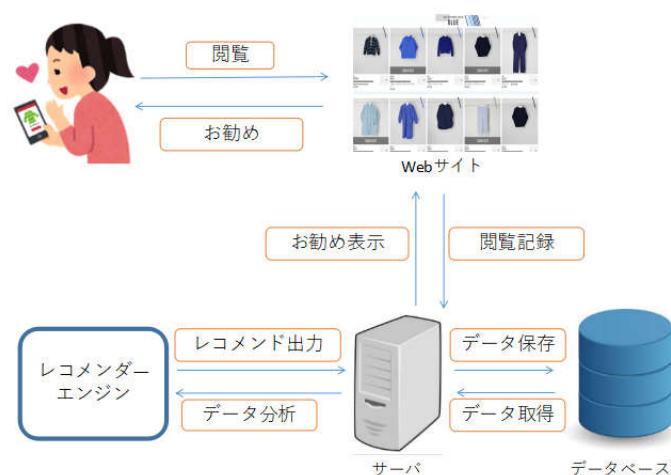 閲覧
お勧め
Webサイト
お勧め表示
閲覧記録
レコメンダー
エンジン
レコメンド出力
データ分析
データ保存
データ取得
サーバ
データベース